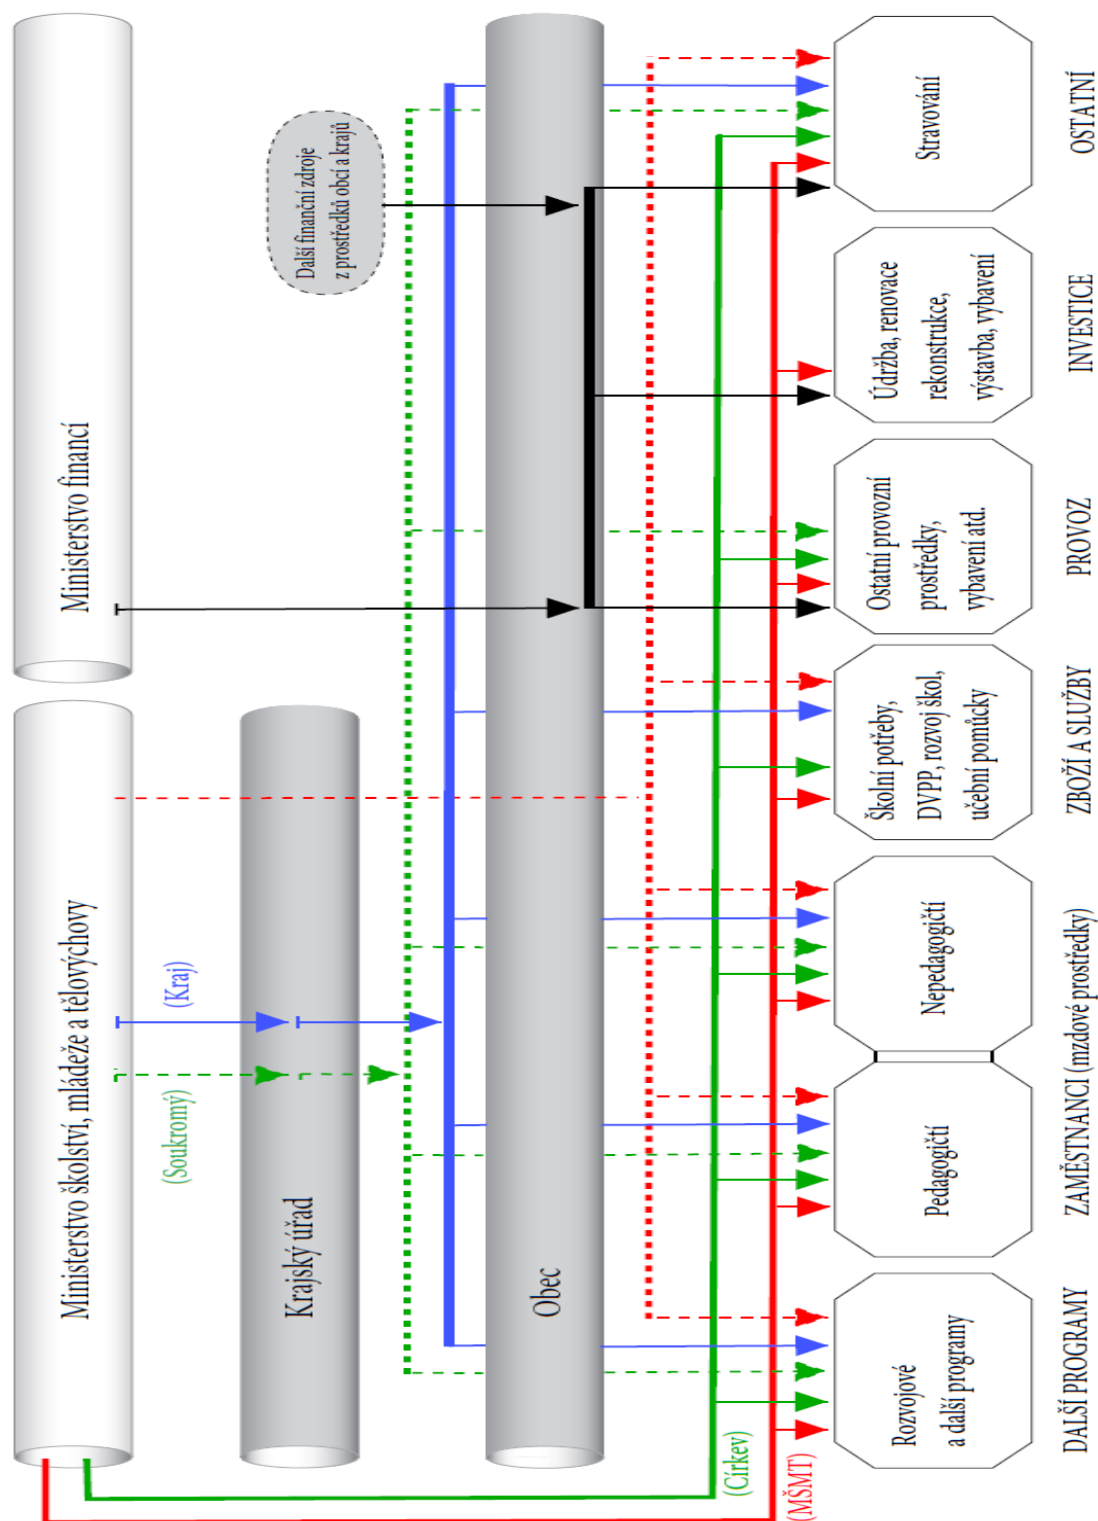 Ministerstvo školství, mládeže a tělovýchovy
Ministerstvo financí
(Soukromý)
(Kraj)
Krajský úřad
Další finanční zdroje
z prostředků obcí a krajů
Obec
(Církev)
(MŠMT)
Rozvojové
a další programy
Pedagogičtí
Nepedagogičtí
Školní potřeby,
DVPP, rozvoj škol,
učební pomůcky
Ostatní provozní
prostředky,
vybavení atd.
Údržba, renovace
rekonstrukce,
výstavba, vybavení
Stravování
DALŠÍ PROGRAMY
ZAMĚSTNANCI (mzdové prostředky)
ZBOŽÍ A SLUŽBY
PROVOZ
INVESTICE
OSTATNÍ